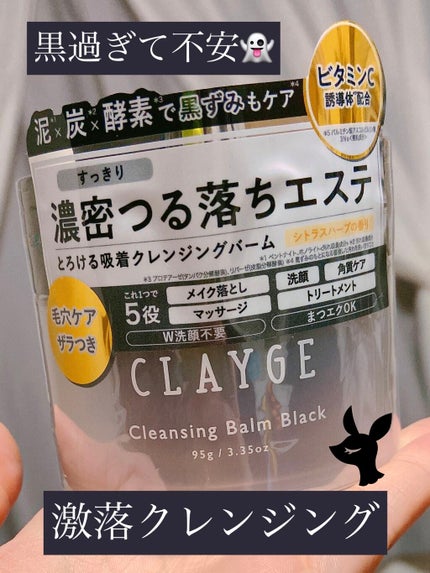 黒過ぎて不安👻
ビタミンC
誘導体*⁵配合
泥*¹×炭*²×酵素*³で黒ずみもケア*⁴
すっきり
濃密つる落ちエステ
とろける吸着クレンジングバーム
シトラスハーブの香り
毛穴ケア
ザラつき
これ1つで
5役
メイク落とし
洗顔
角質ケア
マッサージ
トリートメント
W洗顔不要
まつエクOK
CLAYGE
Cleansing Balm Black
95g / 3.35oz
激落クレンジング